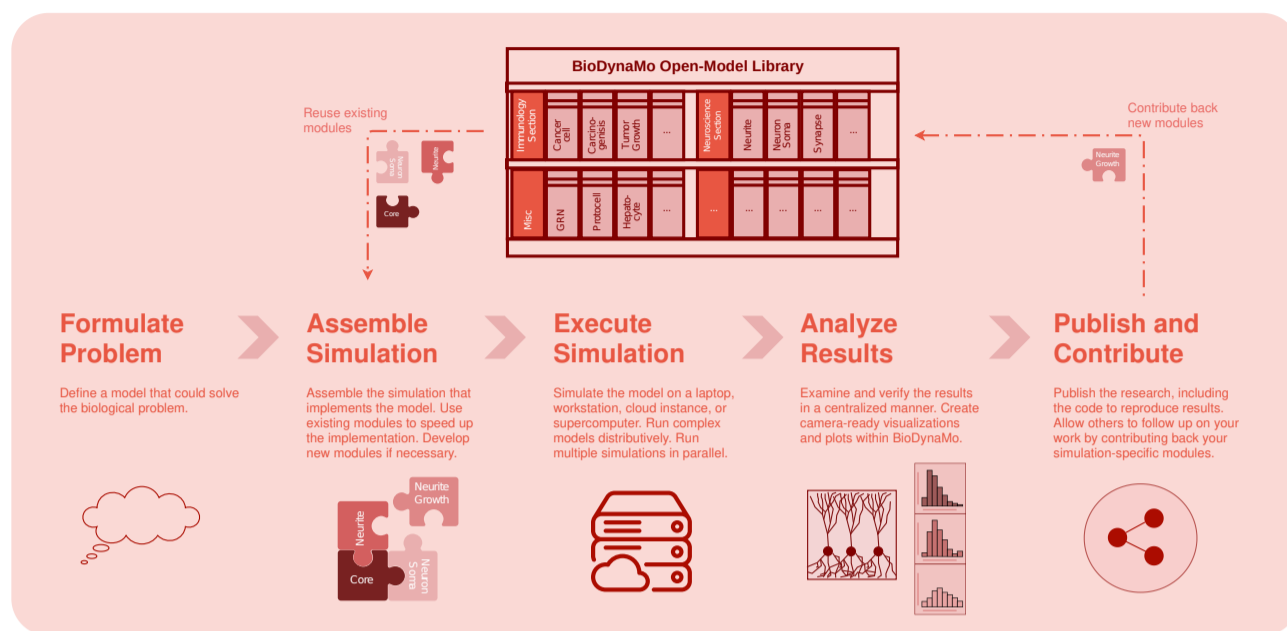 BioDynaMo Open-Model Library
Immunology
Section
Cancer
cell
Carcino-
genisis
Tumor
Growth
...
Neuroscience
Section
Neurite
Neuron
Soma
Synapse
...
Misc
GRN
Protocell
Hepato-
cyte
...
...
...
...
...
...
Reuse existing
modules
Neuron
Soma
Neurite
Core
Contribute back
new modules
Neurite
Growth
Formulate
Problem
Define a model that could solve
the biological problem.
Assemble
Simulation
Assemble the simulation that
implements the model. Use
existing modules to speed up
the implementation. Develop
new modules if necessary.
Neurite
Growth
Neurite
Core
Neuron
Soma
Execute
Simulation
Simulate the model on a laptop,
workstation, cloud instance, or
supercomputer. Run complex
models distributively. Run
multiple simulations in parallel.
Analyze
Results
Examine and verify the results
in a centralized manner. Create
camera-ready visualizations
and plots within BioDynaMo.
Publish and
Contribute
Publish the research, including
the code to reproduce results.
Allow others to follow up on your
work by contributing back your
simulation-specific modules.